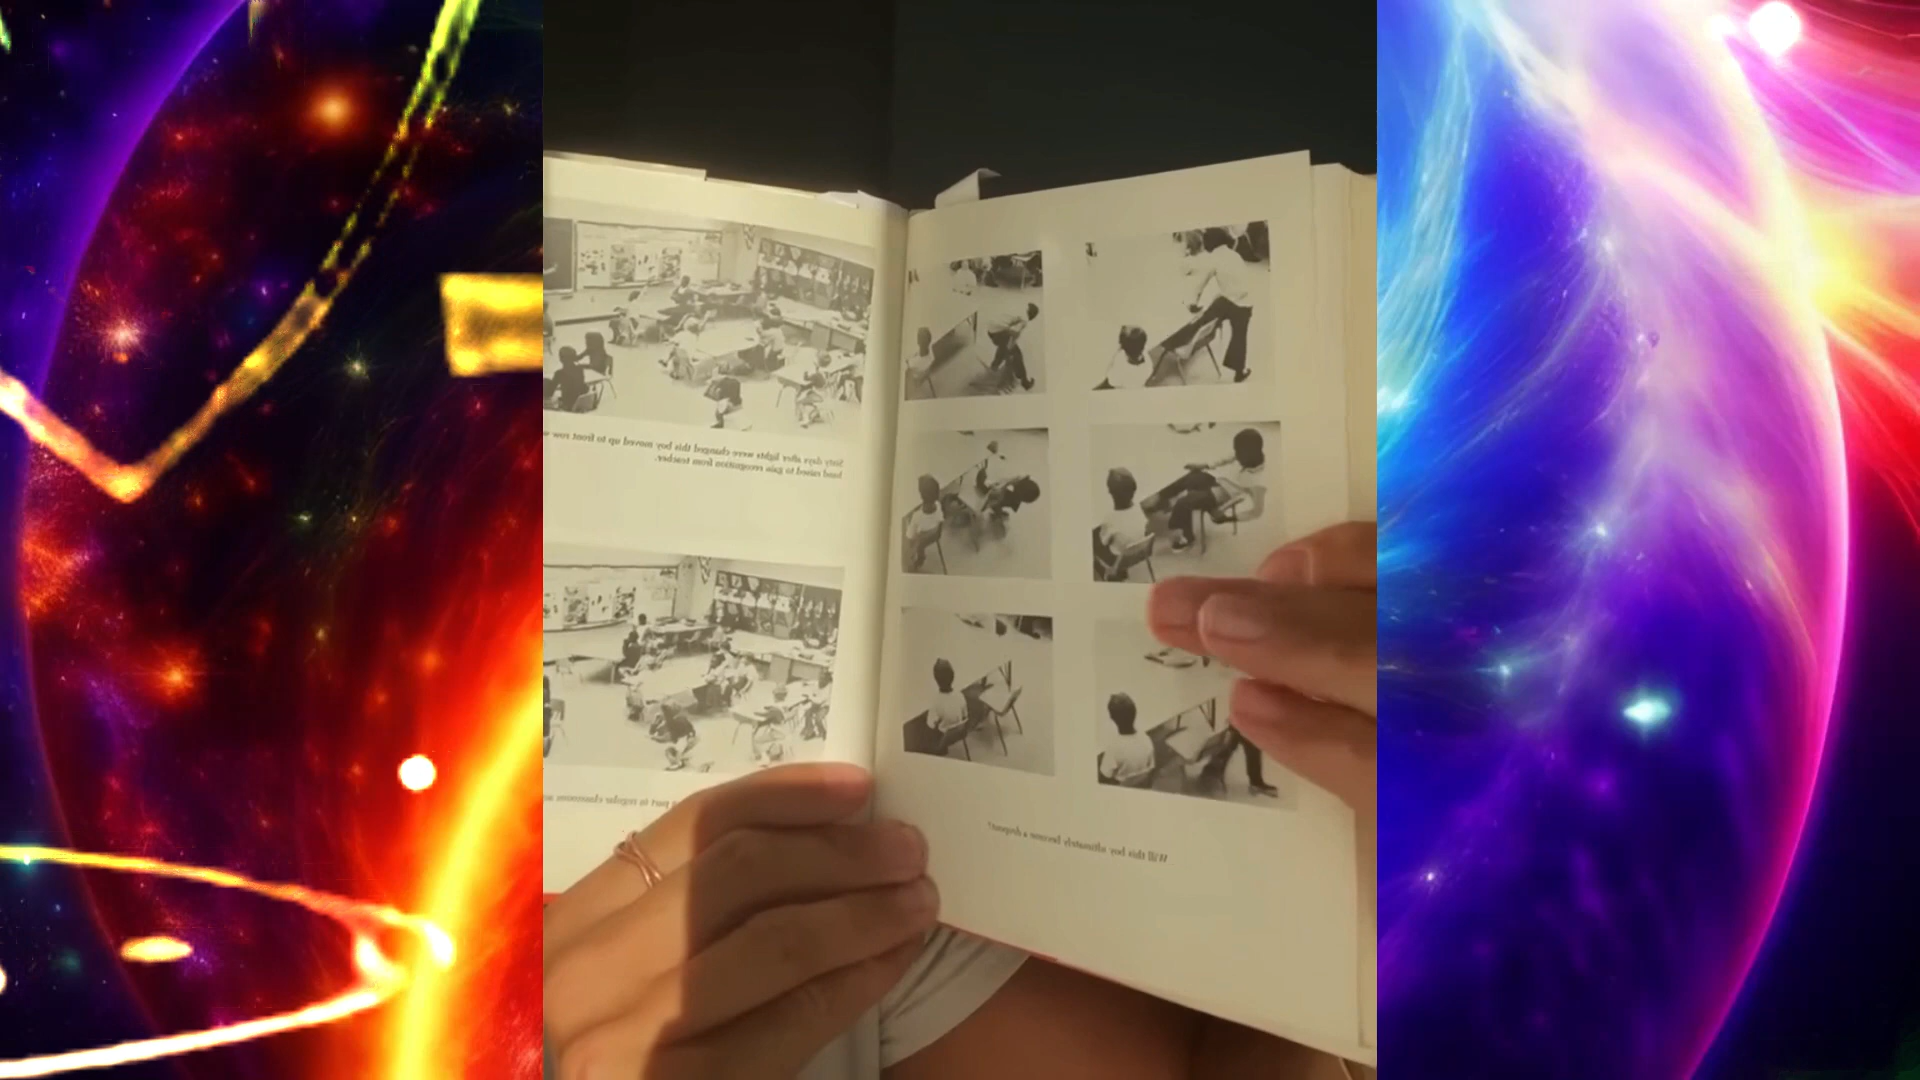 Sixty days after lights were changed this boy moved up to front row
hand raised to gain recognition from teacher.
part in regular classroom
Will this boy ultimately become a dropout?